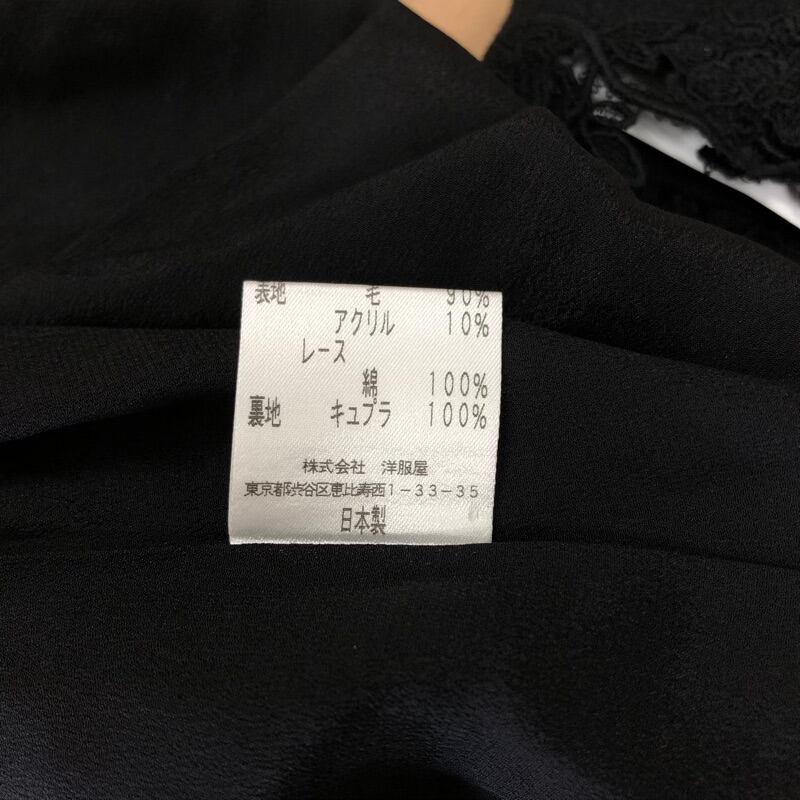 表地 毛 90%
アクリル 10%
レース
綿 100%
裏地 キュプラ 100%
株式会社 洋服屋
東京都渋谷区恵比寿西1-33-35
日本製